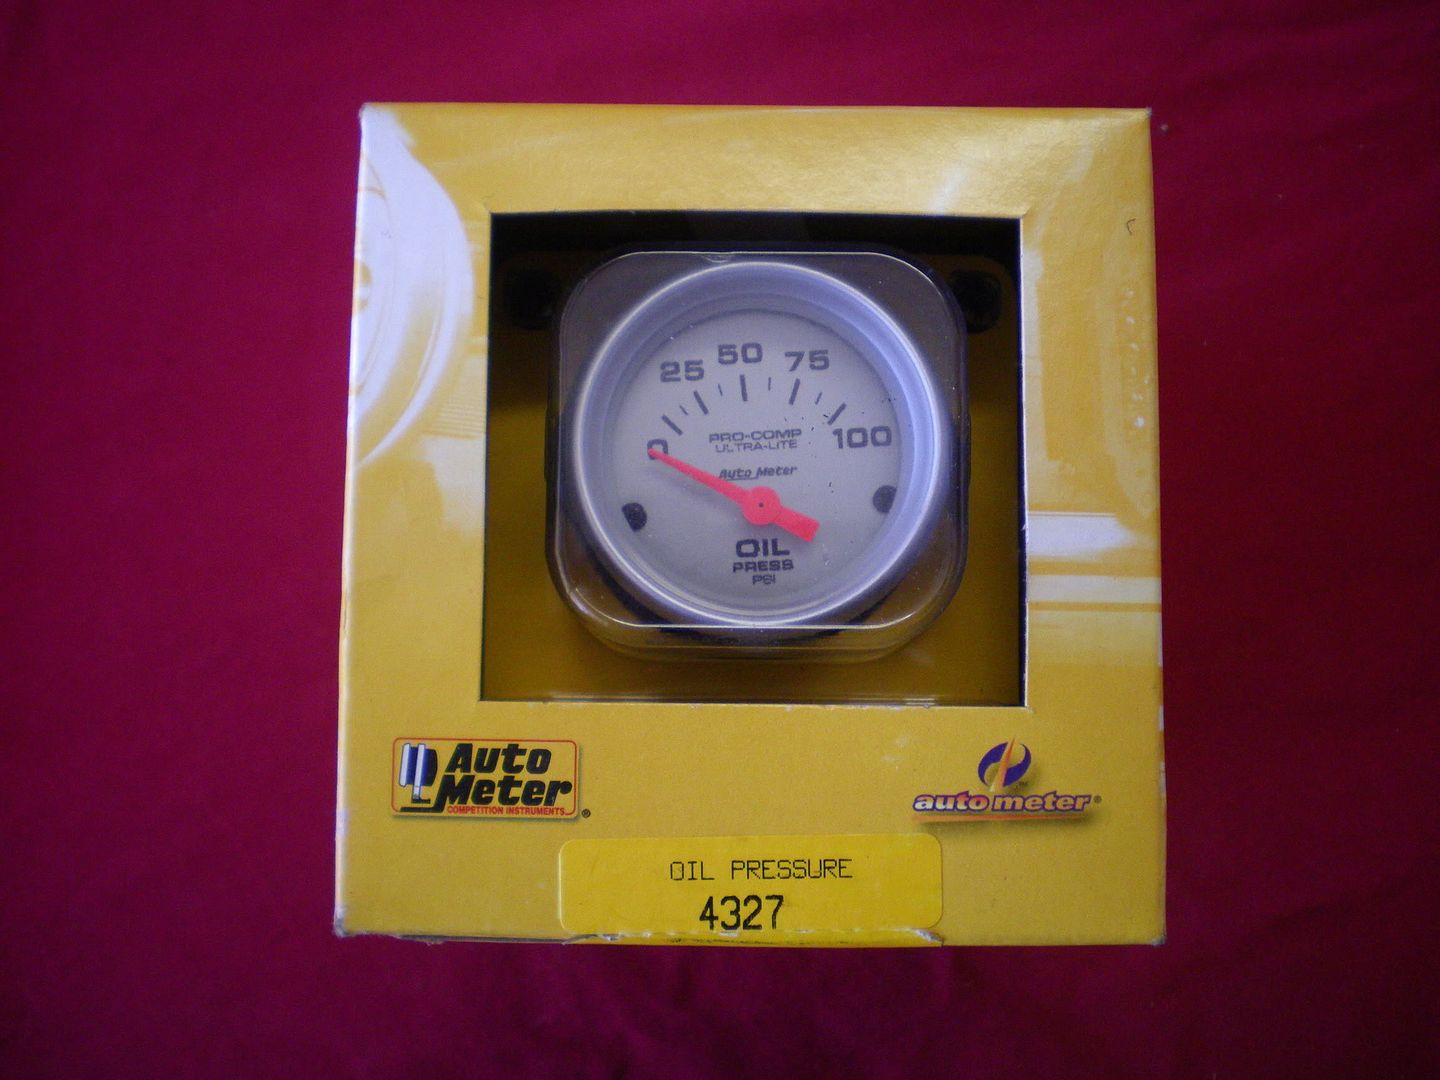 25 50 75
0 100
PRO-COMP
ULTRA-LITE
Auto Meter
OIL
PRESS
PSI
Auto
Meter
COMPETITION INSTRUMENTS
®
auto meter®
OIL PRESSURE
4327